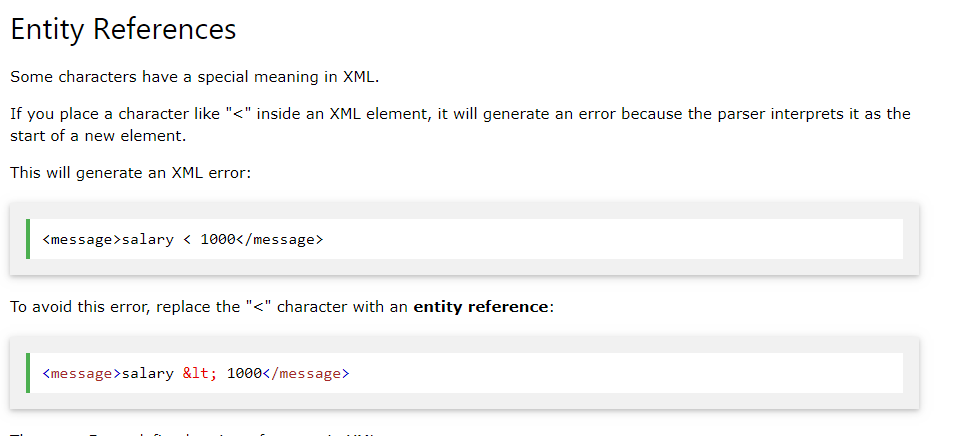 Entity References
Some characters have a special meaning in XML.
If you place a character like "<" inside an XML element, it will generate an error because the parser interprets it as the
start of a new element.
This will generate an XML error:
<message>salary < 1000</message>
To avoid this error, replace the "<" character with an entity reference:
<message>salary &lt; 1000</message>